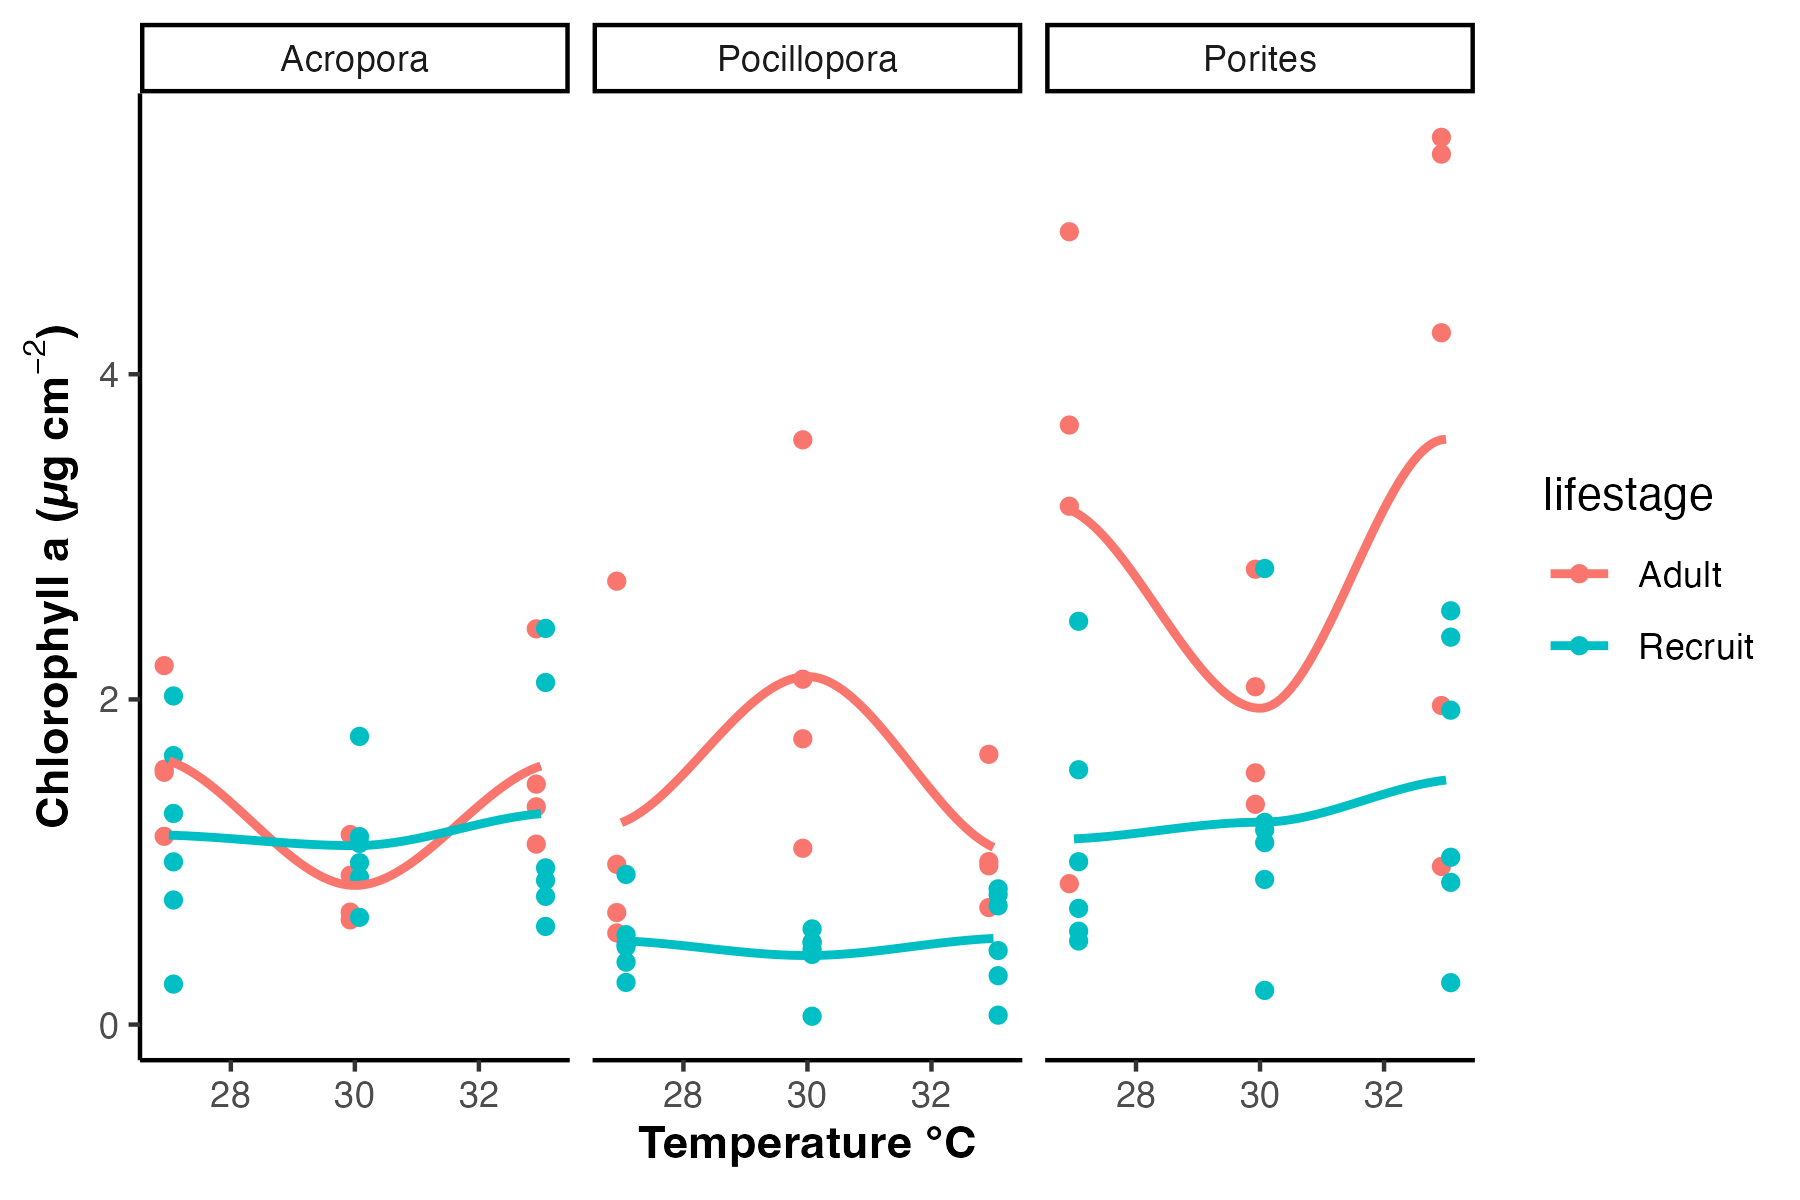 Acropora Pocillopora Porites
Chlorophyll a (µg cm⁻²)
4
2
0
lifestage
Adult
Recruit
28 30 32 28 30 32 28 30 32
Temperature °C